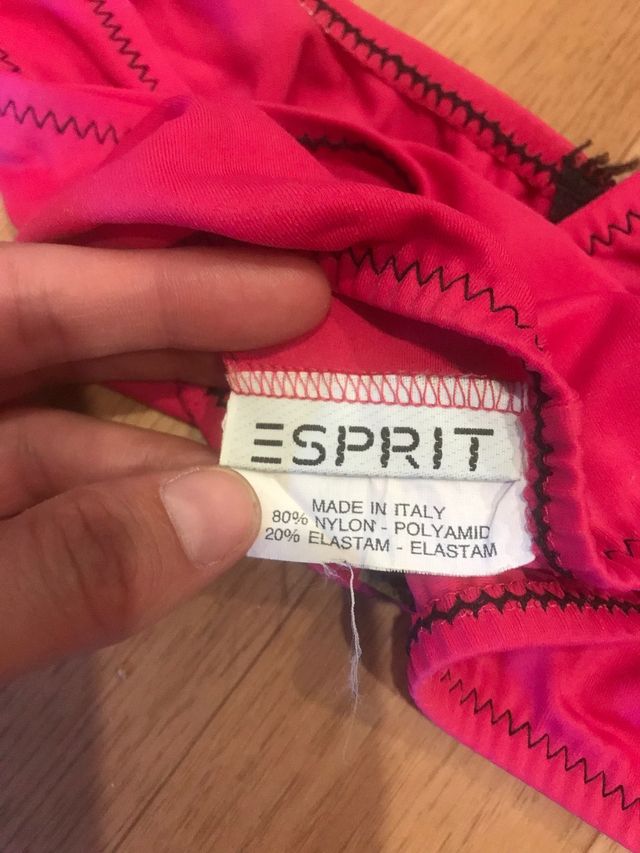 ESPRIT
MADE IN ITALY
80% NYLON - POLYAMID
20% ELASTAM - ELASTAM